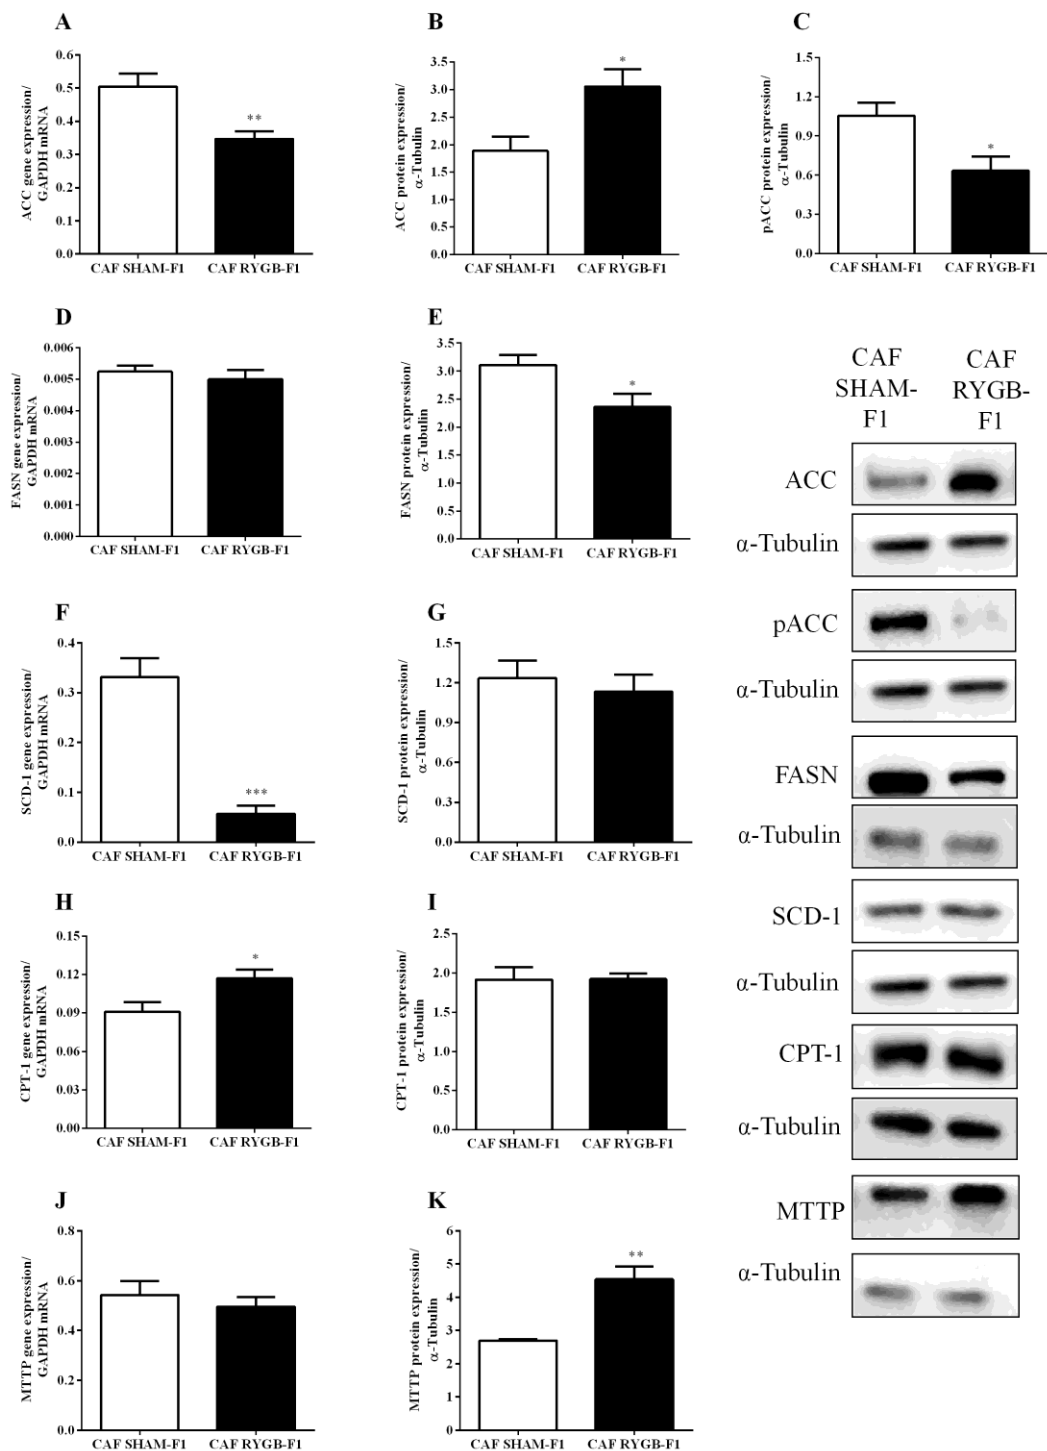 A
ACC gene expression/
GAPDH mRNA
0.6
0.5
0.4
0.3
0.2
0.1
0.0
**
CAF SHAM-F1 CAF RYGB-F1
B
ACC protein expression/
α-Tubulin
3.5
3.0
2.5
2.0
1.5
1.0
0.5
0.0
*
CAF SHAM-F1 CAF RYGB-F1
C
pACC protein expression/
α-Tubulin
1.5
1.2
0.9
0.6
0.3
0.0
*
CAF SHAM-F1 CAF RYGB-F1
D
FASN gene expression/
GAPDH mRNA
0.006
0.005
0.004
0.003
0.002
0.001
0.000
CAF SHAM-F1 CAF RYGB-F1
E
FASN protein expression/
α-Tubulin
3.5
3.0
2.5
2.0
1.5
1.0
0.5
0.0
*
CAF SHAM-F1 CAF RYGB-F1
F
SCD-1 gene expression/
GAPDH mRNA
0.4
0.3
0.2
0.1
0.0
***
CAF SHAM-F1 CAF RYGB-F1
G
SCD-1 protein expression/
α-Tubulin
1.5
1.2
0.9
0.6
0.3
0.0
CAF SHAM-F1 CAF RYGB-F1
H
CPT-1 gene expression/
GAPDH mRNA
0.15
0.12
0.09
0.06
0.03
0.00
*
CAF SHAM-F1 CAF RYGB-F1
I
CPT-1 protein expression/
α-Tubulin
2.5
2.0
1.5
1.0
0.5
0.0
CAF SHAM-F1 CAF RYGB-F1
J
MTTP gene expression/
GAPDH mRNA
0.8
0.6
0.4
0.2
0.0
CAF SHAM-F1 CAF RYGB-F1
K
MTTP protein expression/
α-Tubulin
6
5
4
3
2
1
0
**
CAF SHAM-F1 CAF RYGB-F1
CAF
SHAM-
F1
CAF
RYGB-
F1
ACC
α-Tubulin
pACC
α-Tubulin
FASN
α-Tubulin
SCD-1
α-Tubulin
CPT-1
α-Tubulin
MTTP
α-Tubulin